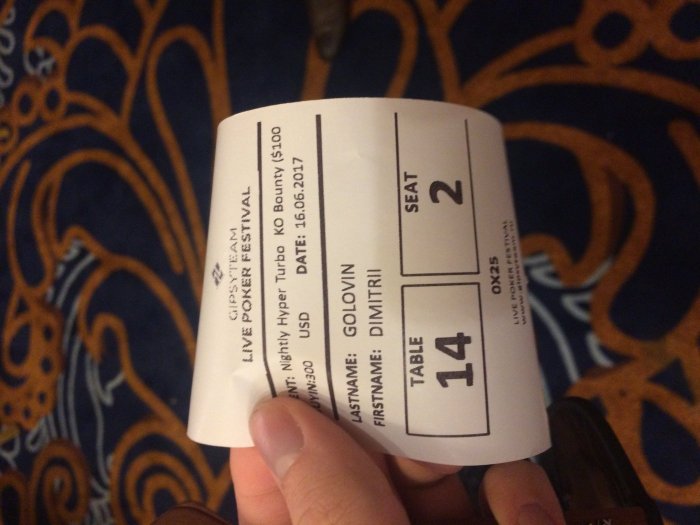 GIPSYTEAM
LIVE POKER FESTIVAL
ENT: Nightly Hyper Turbo KO Bounty ($100
UYIN:300 USD DATE: 16.06.2017
LASTNAME: GOLOVIN
FIRSTNAME: DIMITRII
TABLE SEAT
14 2
0X25
LIVE POKER FESTIVAL